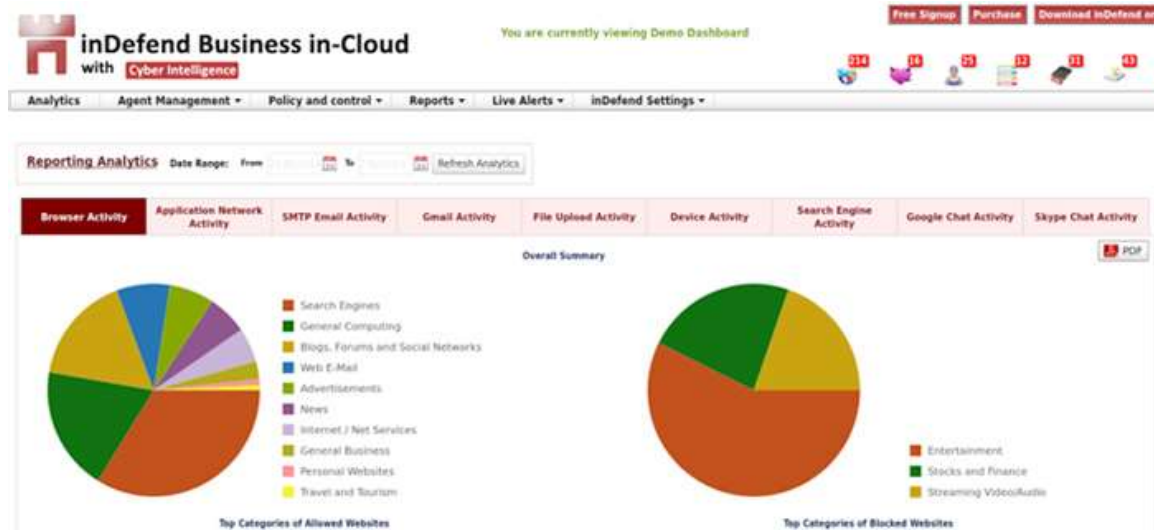 Free Signup Purchase Download inDefend on
You are currently viewing Demo Dashboard
inDefend Business in-Cloud
with Cyber Intelligence
214 16 25 12 31 43
Analytics Agent Management Policy and control Reports Live Alerts inDefend Settings
Reporting Analytics Date Range: From To Refresh Analytics
Browser Activity Application Network Activity SMTP Email Activity Gmail Activity File Upload Activity Device Activity Search Engine Activity Google Chat Activity Skype Chat Activity
Overall Summary
PDF
Search Engines
General Computing
Blogs, Forums and Social Networks
Web E-Mail
Advertisements
News
Internet / Net Services
General Business
Personal Websites
Travel and Tourism
Top Categories of Allowed Websites
Entertainment
Stocks and Finance
Streaming Video/Audio
Top Categories of Blocked Websites